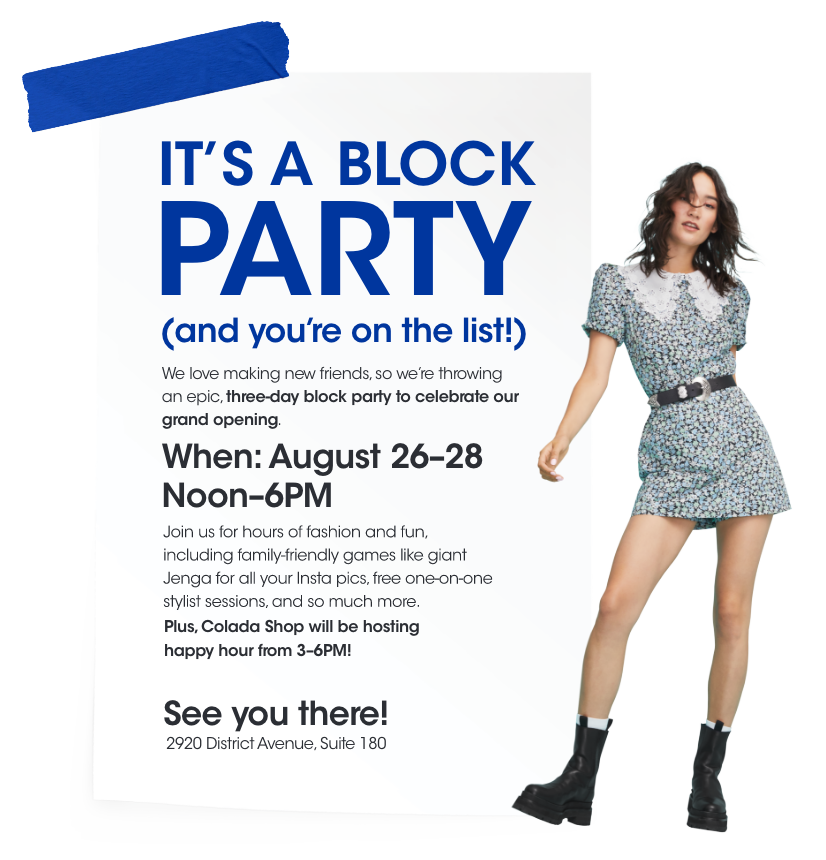 IT'S A BLOCK
PARTY
(and you're on the list!)
We love making new friends, so we're throwing
an epic, three-day block party to celebrate our
grand opening.
When: August 26–28
Noon–6PM
Join us for hours of fashion and fun,
including family-friendly games like giant
Jenga for all your Insta pics, free one-on-one
stylist sessions, and so much more.
Plus, Colada Shop will be hosting
happy hour from 3–6PM!
See you there!
2920 District Avenue, Suite 180